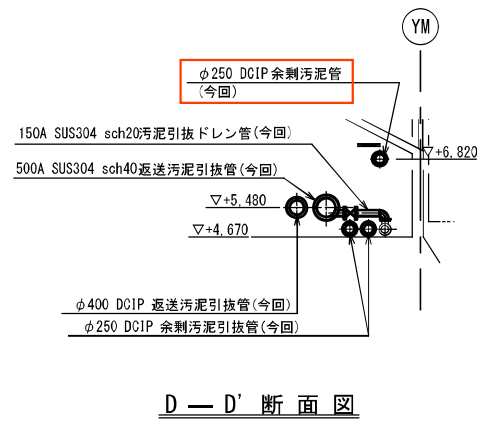 YM
φ250 DCIP余剰汚泥管
(今回)
150A SUS304 sch20汚泥引抜ドレン管(今回)
▽+6,820
500A SUS304 sch40返送汚泥引抜管(今回)
▽+5,480
▽+4,670
φ400 DCIP 返送汚泥引抜管(今回)
φ250 DCIP 余剰汚泥引抜管(今回)
D ― D' 断 面 図